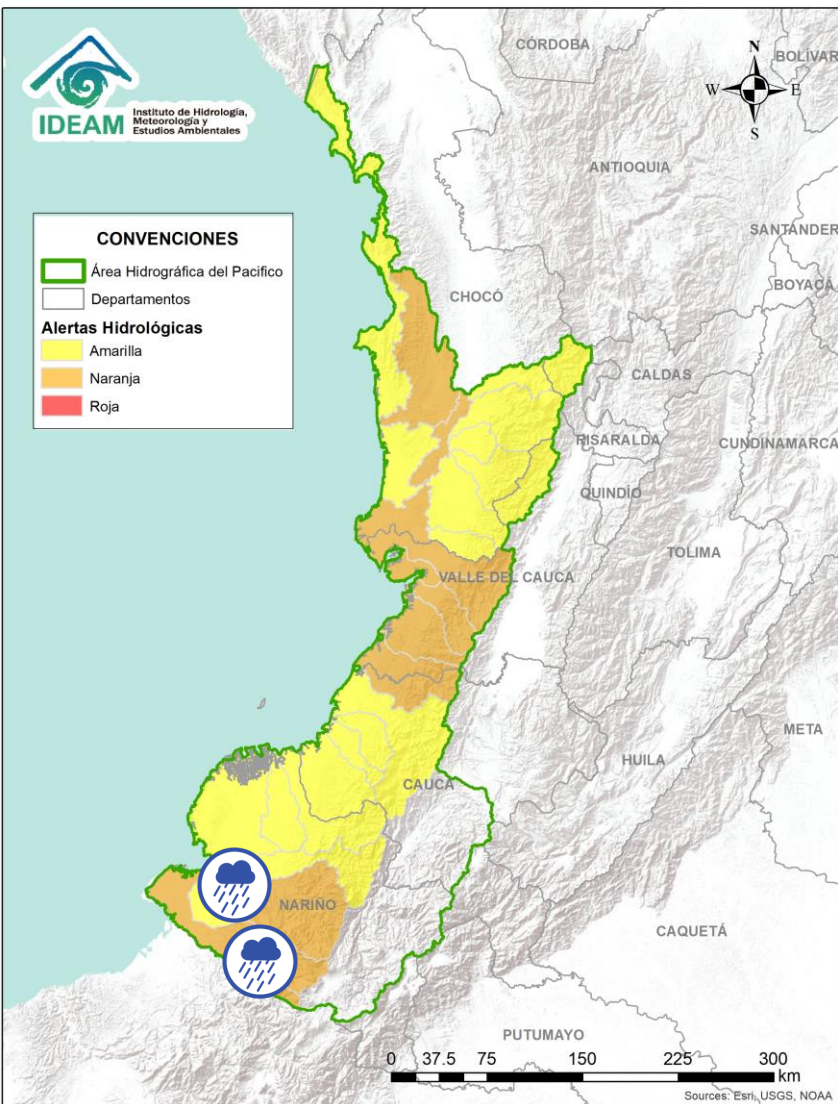 IDEAM
Instituto de Hidrología,
Meteorología y
Estudios Ambientales
CONVENCIONES
Área Hidrográfica del Pacifico
Departamentos
Alertas Hidrológicas
Amarilla
Naranja
Roja
N
W
E
S
CÓRDOBA
BOLÍVAR
ANTIOQUIA
SANTANDER
BOYACÁ
CHOCÓ
CALDAS
RISARALDA
CUNDINAMARCA
QUINDÍO
TOLIMA
VALLE DEL CAUCA
META
HUILA
CAUCA
NARIÑO
CAQUETÁ
PUTUMAYO
0 37.5 75 150 225 300
km
Sources: Esri, USGS, NOAA